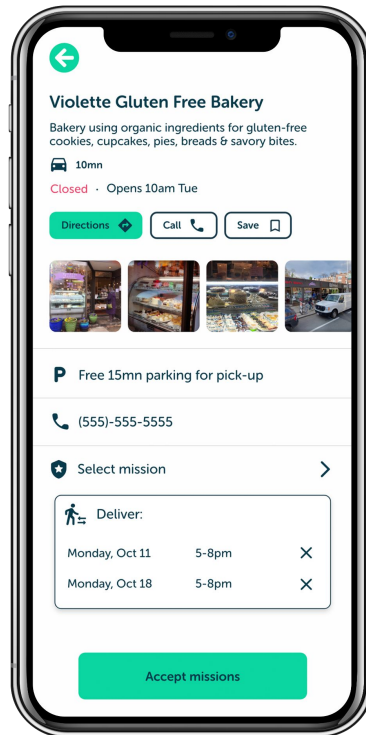 Violette Gluten Free Bakery
Bakery using organic ingredients for gluten-free
cookies, cupcakes, pies, breads & savory bites.
10mn
Closed · Opens 10am Tue
Directions Call Save
P Free 15mn parking for pick-up
(555)-555-5555
Select mission
Deliver:
Monday, Oct 11 5-8pm
Monday, Oct 18 5-8pm
Accept missions